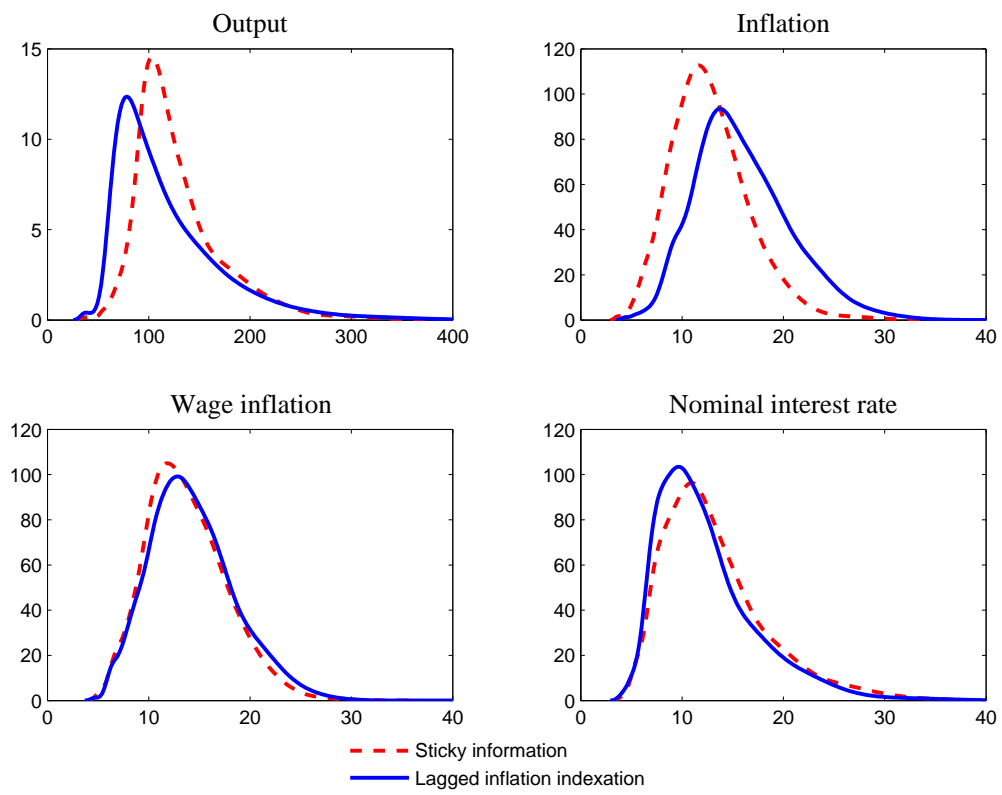 Output
15
10
5
0
0 100 200 300 400
Inflation
120
100
80
60
40
20
0
0 10 20 30 40
Wage inflation
120
100
80
60
40
20
0
0 10 20 30 40
Nominal interest rate
120
100
80
60
40
20
0
0 10 20 30 40
Sticky information
Lagged inflation indexation